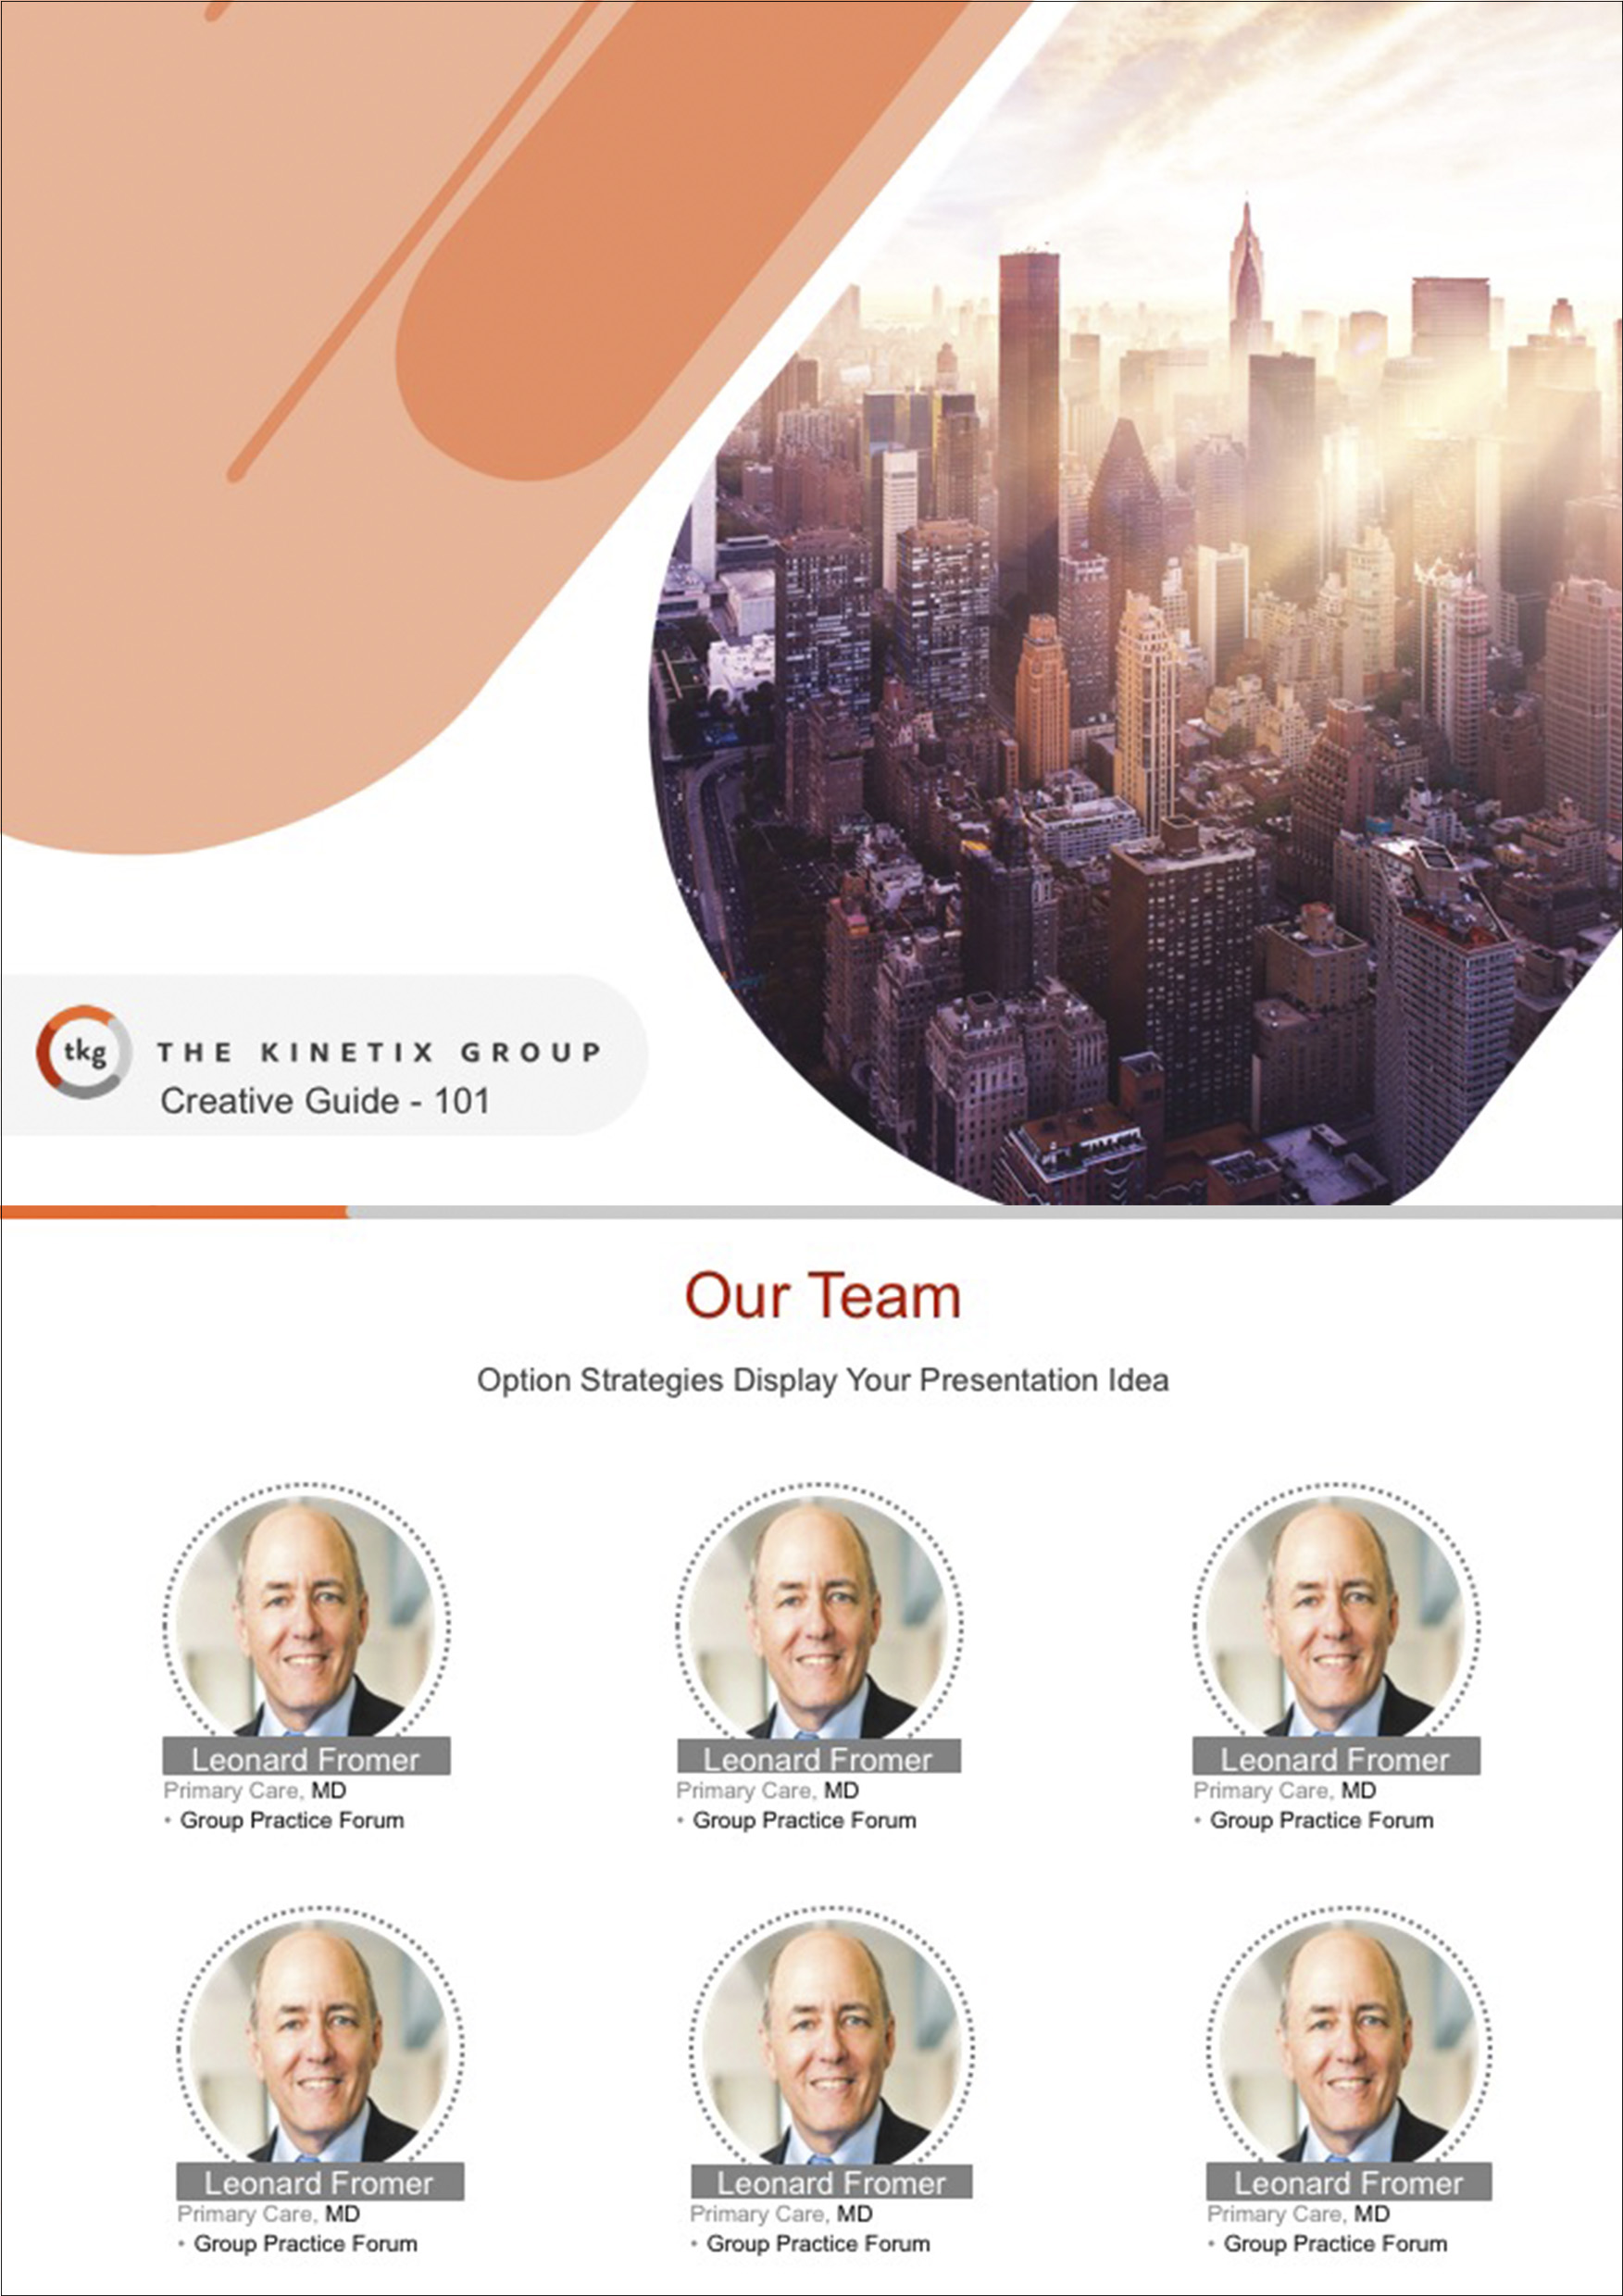 tkg
THE KINETIX GROUP
Creative Guide - 101
Our Team
Option Strategies Display Your Presentation Idea
Leonard Fromer
Primary Care, MD
• Group Practice Forum
Leonard Fromer
Primary Care, MD
• Group Practice Forum
Leonard Fromer
Primary Care, MD
• Group Practice Forum
Leonard Fromer
Primary Care, MD
• Group Practice Forum
Leonard Fromer
Primary Care, MD
• Group Practice Forum
Leonard Fromer
Primary Care, MD
• Group Practice Forum